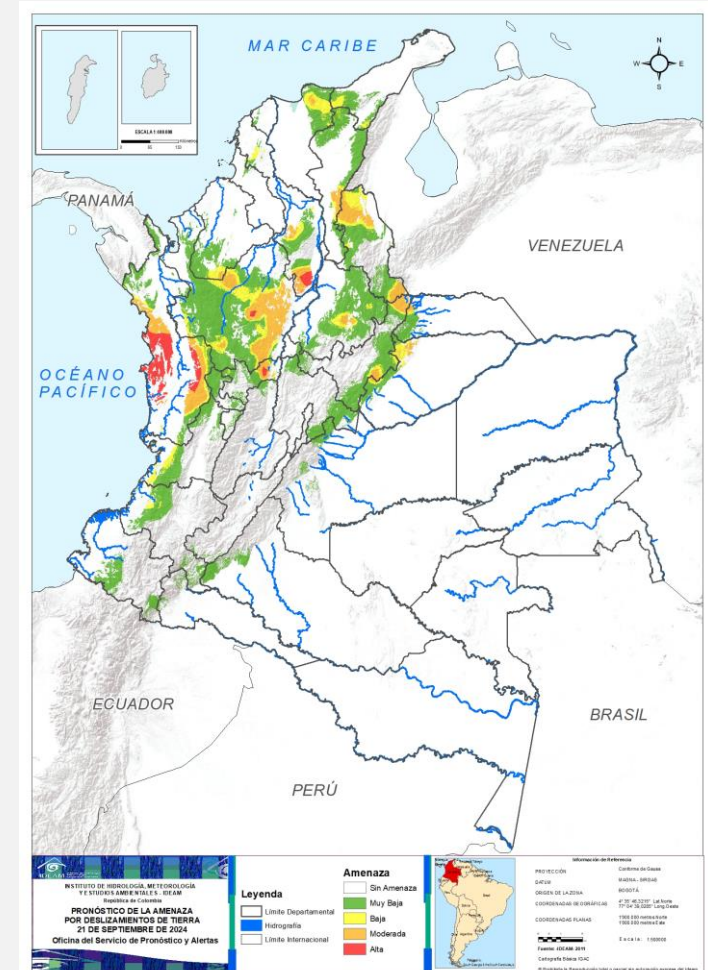 MAR CARIBE
N
W
E
S
PANAMÁ
VENEZUELA
OCÉANO
PACÍFICO
ECUADOR
BRASIL
PERÚ
IDEAM
INSTITUTO DE HIDROLOGÍA, METEOROLOGÍA
Y ESTUDIOS AMBIENTALES - IDEAM
República de Colombia
PRONÓSTICO DE LA AMENAZA
POR DESLIZAMIENTOS DE TIERRA
21 DE SEPTIEMBRE DE 2024
Oficina del Servicio de Pronóstico y Alertas
Leyenda
Límite Departamental
Hidrografía
Límite Internacional
Amenaza
Sin Amenaza
Muy Baja
Baja
Moderada
Alta
Información de Referencia
PROYECCIÓN Conforme de Gauss
DATUM MAGNA - SIRGAS
ORIGEN DE LA ZONA BOGOTÁ
COORDENADAS GEOGRÁFICAS
COORDENADAS PLANAS
Fuente: IDEAM 2011
Cartografía Básica IGAC